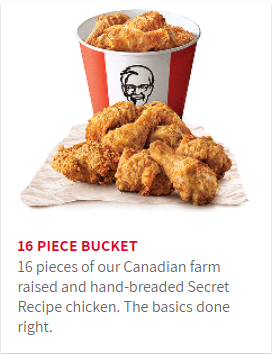 16 PIECE BUCKET
16 pieces of our Canadian farm
raised and hand-breaded Secret
Recipe chicken. The basics done
right.